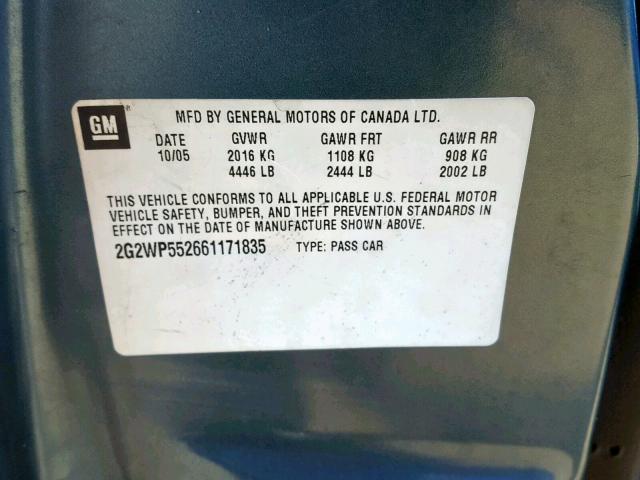 GM
MFD BY GENERAL MOTORS OF CANADA LTD.
DATE GVWR GAWR FRT GAWR RR
10/05 2016 KG 1108 KG 908 KG
4446 LB 2444 LB 2002 LB
THIS VEHICLE CONFORMS TO ALL APPLICABLE U.S. FEDERAL MOTOR
VEHICLE SAFETY, BUMPER, AND THEFT PREVENTION STANDARDS IN
EFFECT ON THE DATE OF MANUFACTURE SHOWN ABOVE.
2G2WP552661171835 TYPE: PASS CAR